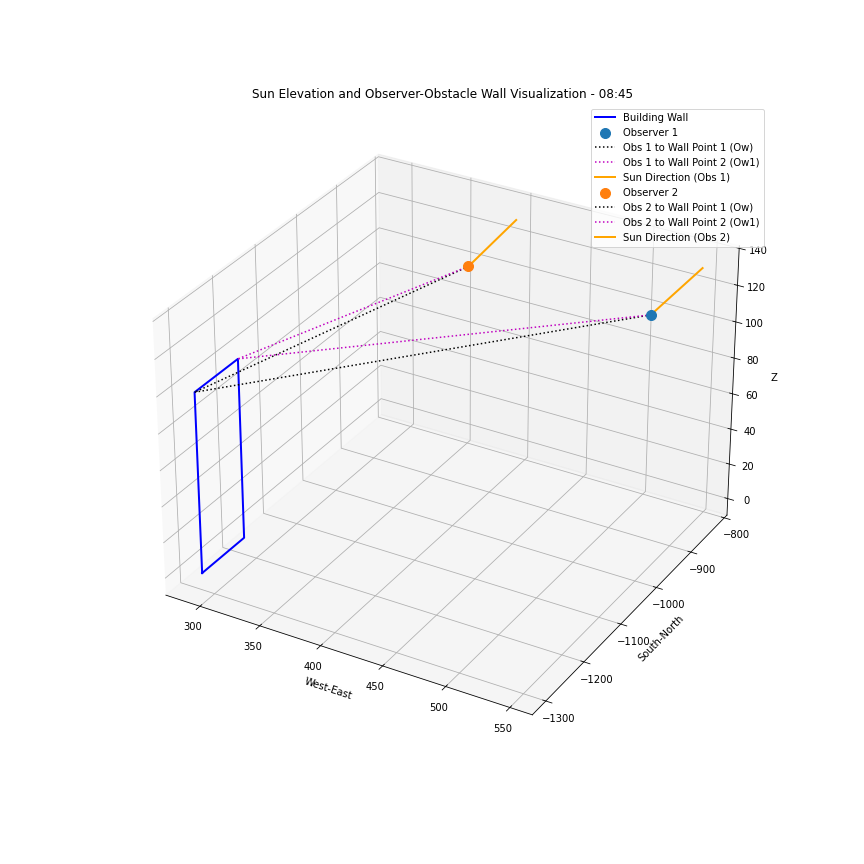 Sun Elevation and Observer-Obstacle Wall Visualization - 08:45
Building Wall
Observer 1
Obs 1 to Wall Point 1 (Ow)
Obs 1 to Wall Point 2 (Ow1)
Sun Direction (Obs 1)
Observer 2
Obs 2 to Wall Point 1 (Ow)
Obs 2 to Wall Point 2 (Ow1)
Sun Direction (Obs 2)
140
120
100
80
60
40
20
0
Z
−800
−900
−1000
−1100
−1200
−1300
South-North
300
350
400
450
500
550
West-East